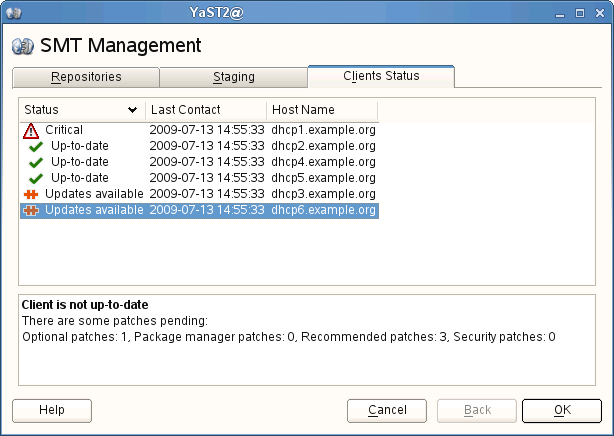 YaST2@
SMT Management
Repositories Staging Clients Status
Status Last Contact Host Name
Critical 2009-07-13 14:55:33 dhcp1.example.org
Up-to-date 2009-07-13 14:55:33 dhcp2.example.org
Up-to-date 2009-07-13 14:55:33 dhcp4.example.org
Up-to-date 2009-07-13 14:55:33 dhcp5.example.org
Updates available 2009-07-13 14:55:33 dhcp3.example.org
Updates available 2009-07-13 14:55:33 dhcp6.example.org
Client is not up-to-date
There are some patches pending:
Optional patches: 1, Package manager patches: 0, Recommended patches: 3, Security patches: 0
Help Cancel Back OK